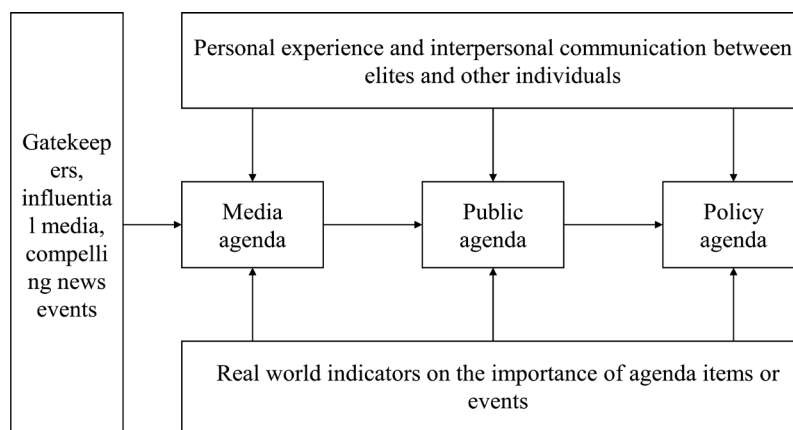 Personal experience and interpersonal communication between
elites and other individuals
Gatekeep
ers,
influentia
l media,
compelli
ng news
events
Media
agenda
Public
agenda
Policy
agenda
Real world indicators on the importance of agenda items or
events